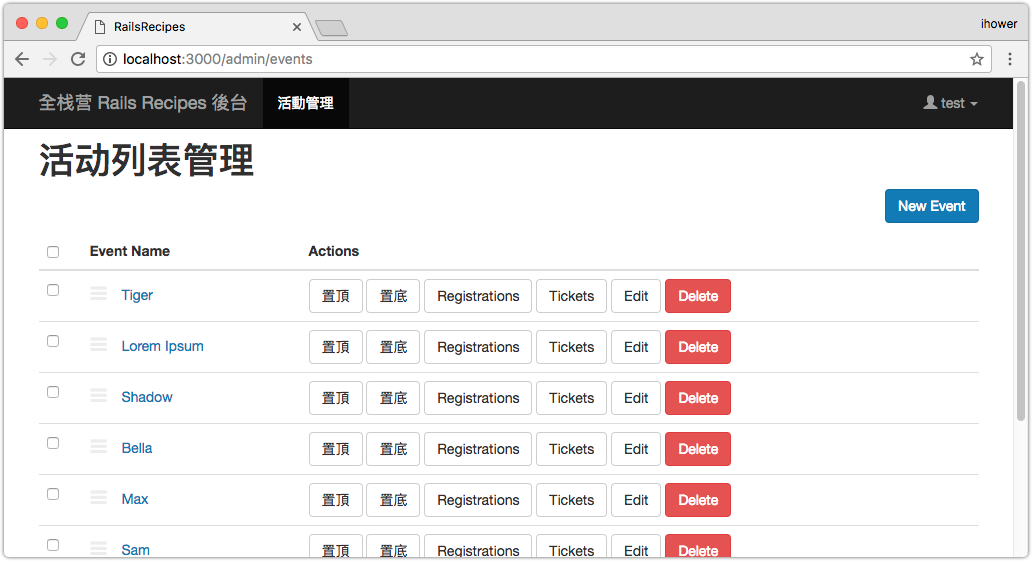 RailsRecipes
ihower
localhost:3000/admin/events
全栈营 Rails Recipes 後台 活動管理 test
活动列表管理
New Event
Event Name Actions
Tiger 置頂 置底 Registrations Tickets Edit Delete
Lorem Ipsum 置頂 置底 Registrations Tickets Edit Delete
Shadow 置頂 置底 Registrations Tickets Edit Delete
Bella 置頂 置底 Registrations Tickets Edit Delete
Max 置頂 置底 Registrations Tickets Edit Delete
Sam 置頂 置底 Registrations Tickets Edit Delete